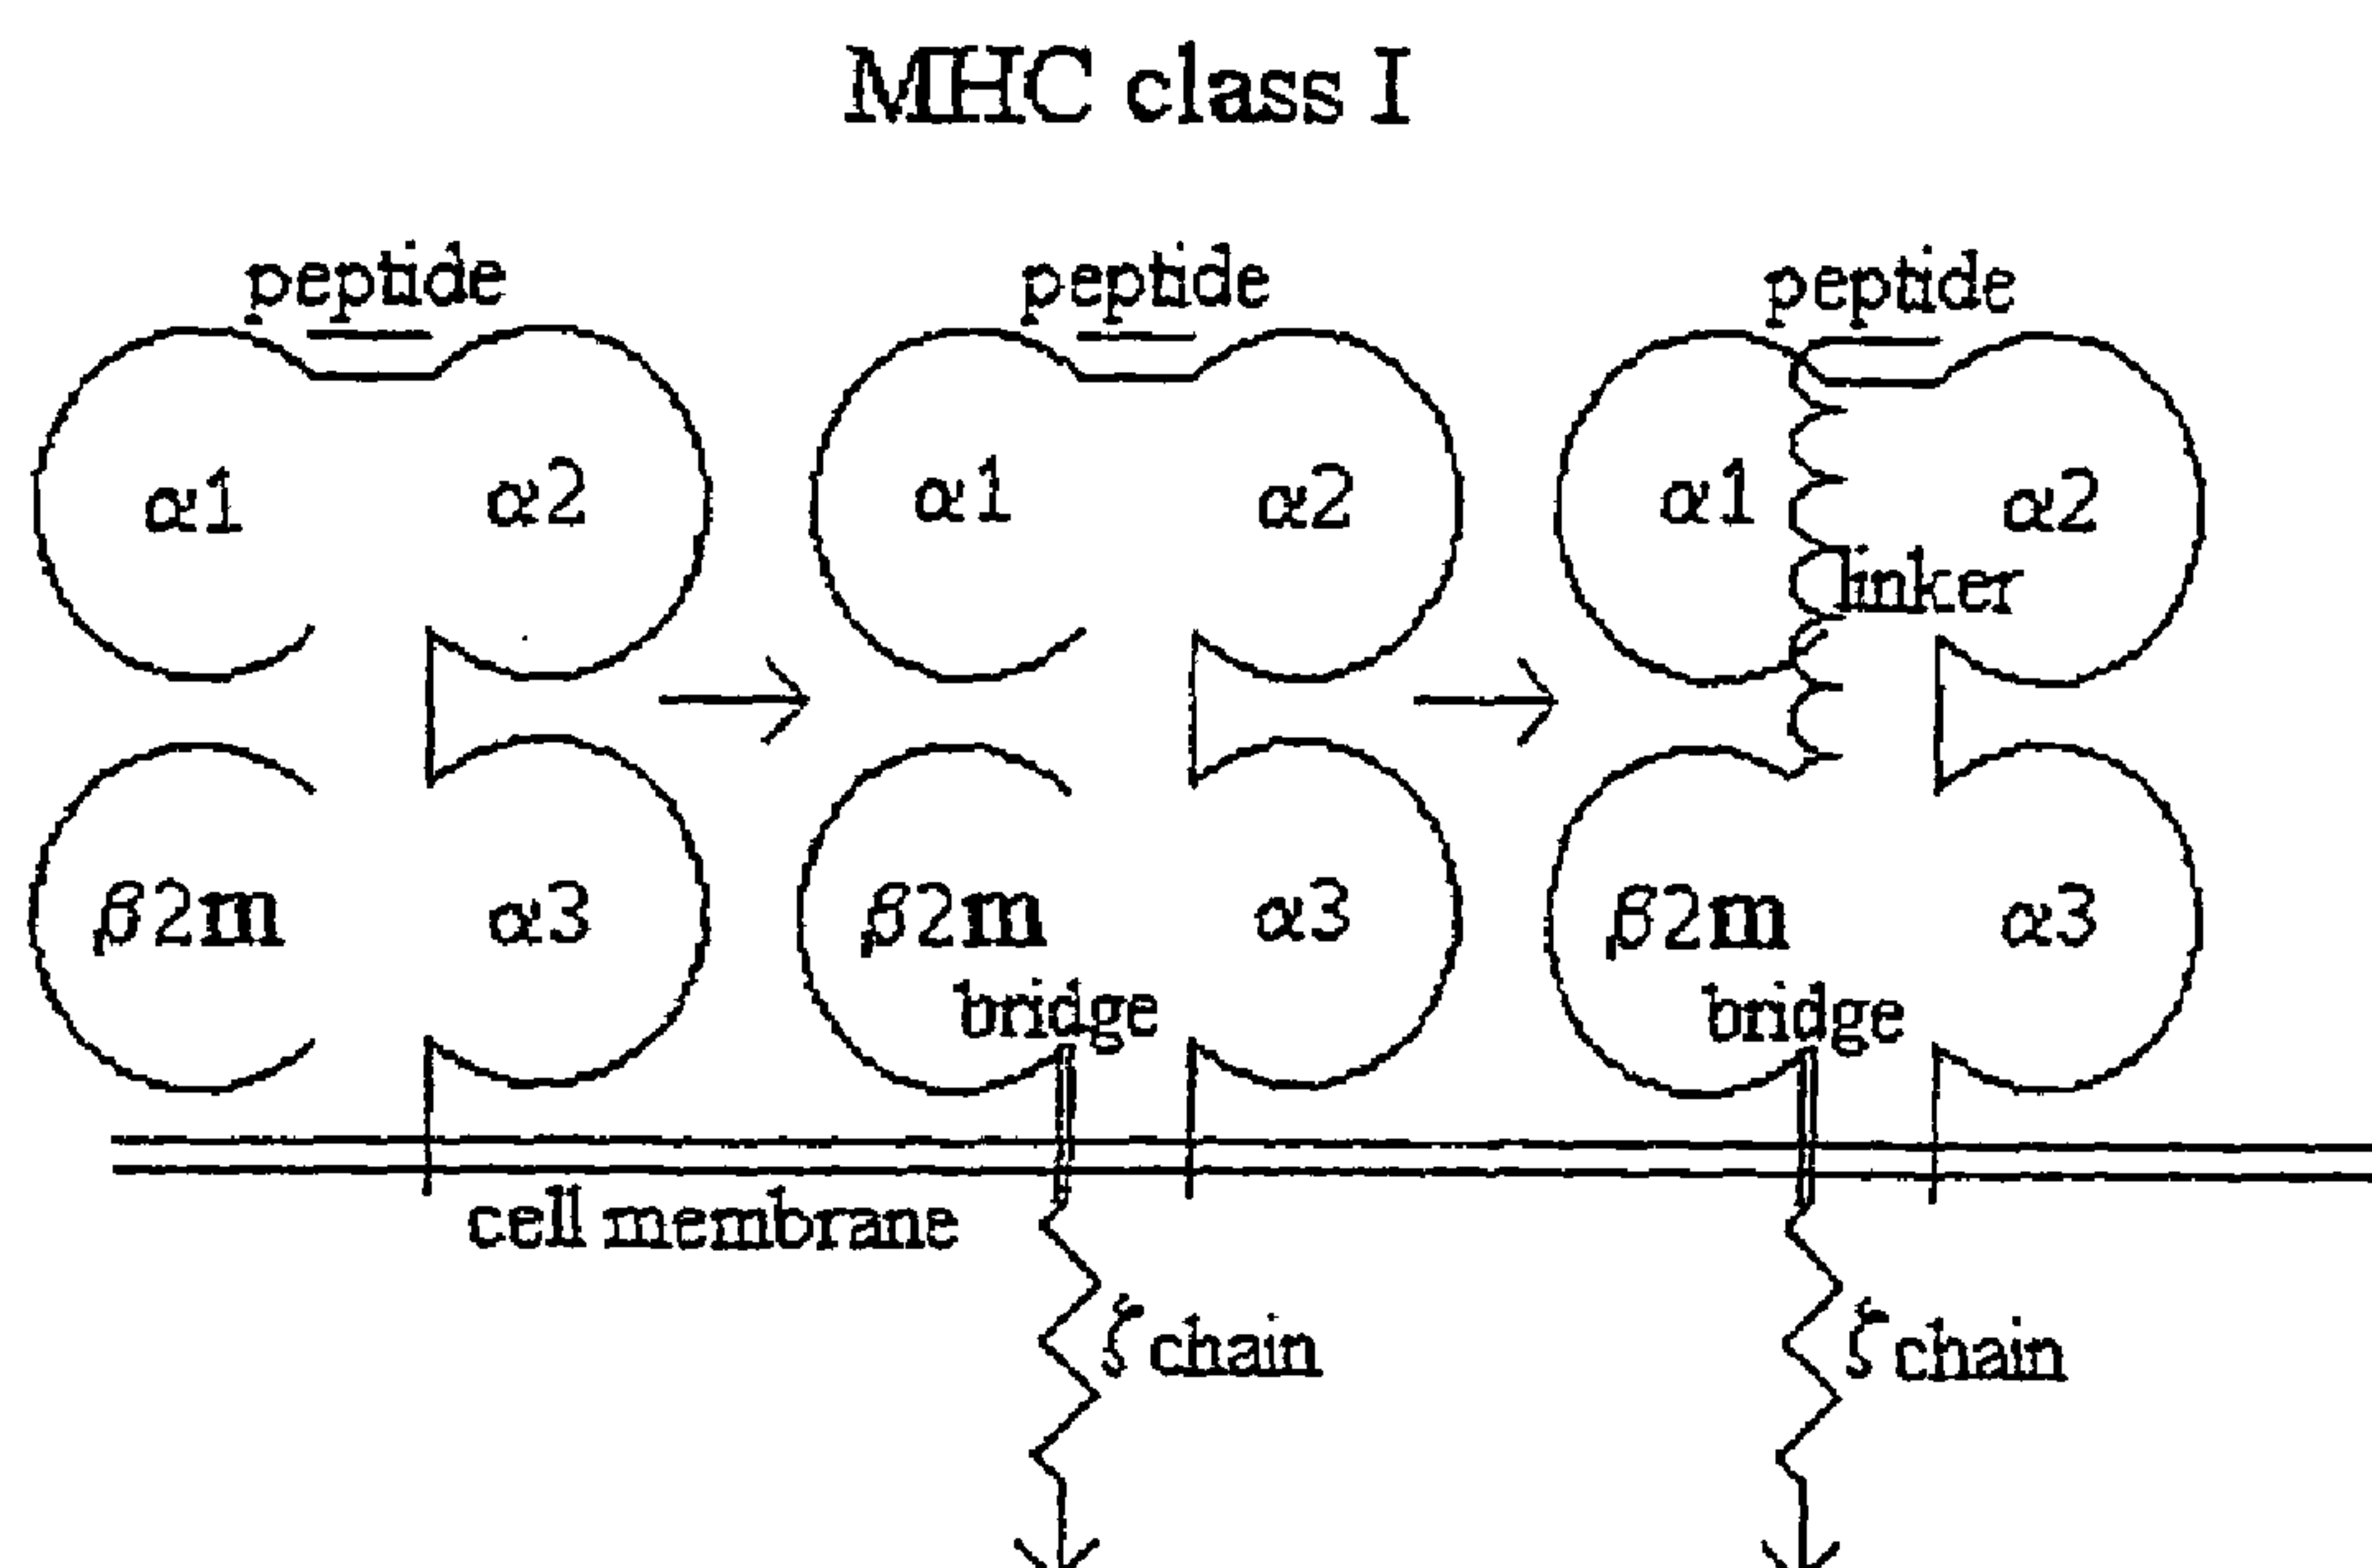 MHC class I
peptide peptide peptide
α1 α2 α1 α2 α1 α2
linker
β2m α3 β2m α3 β2m α3
bridge bridge
cell membrane
ζ chain ζ chain